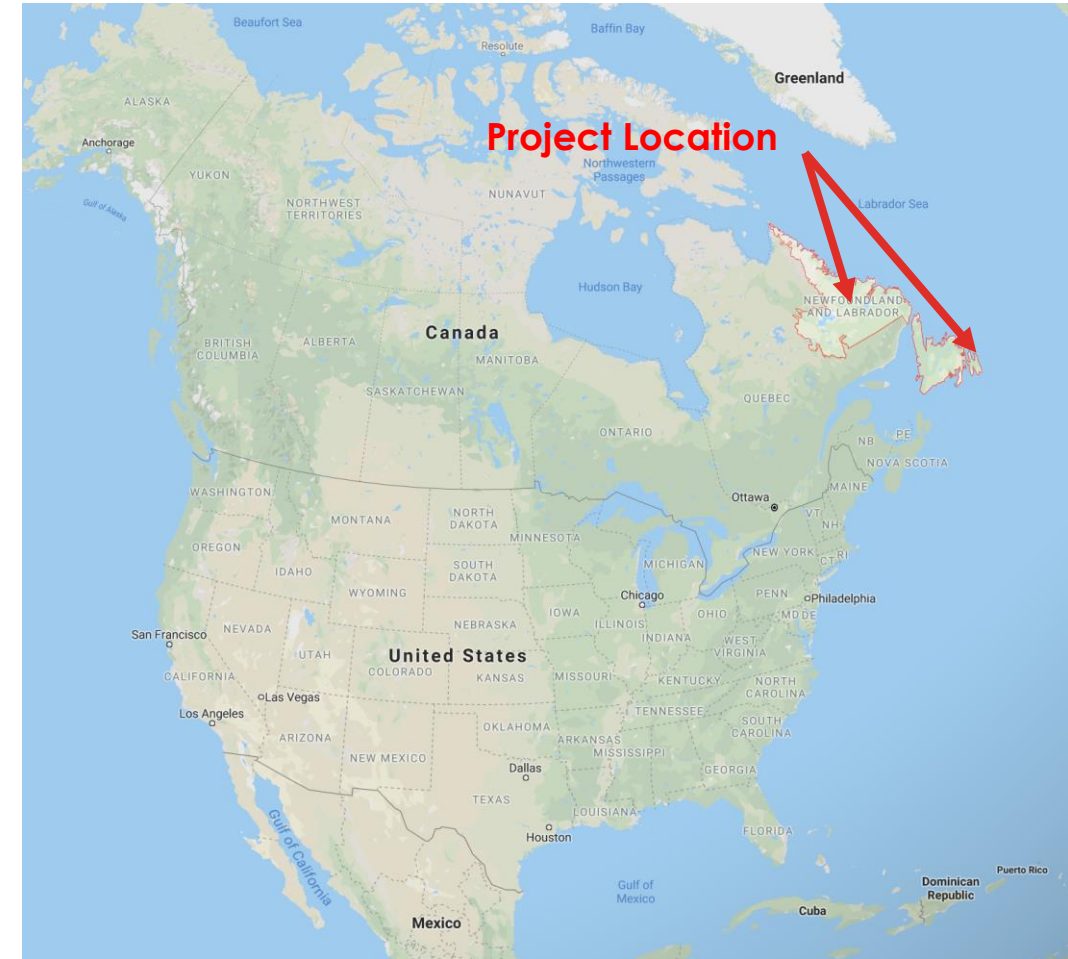 Beaufort Sea
Baffin Bay
Resolute
Greenland
ALASKA
Project Location
Anchorage
Northwestern
Passages
YUKON
NUNAVUT
NORTHWEST
TERRITORIES
Gulf of Alaska
Labrador Sea
Hudson Bay
NEWFOUNDLAND
AND LABRADOR
Canada
BRITISH
COLUMBIA
ALBERTA
MANITOBA
SASKATCHEWAN
QUEBEC
ONTARIO
NB
PE
NOVA SCOTIA
WASHINGTON
MAINE
Ottawa
MONTANA
NORTH
DAKOTA
VT
NH
MINNESOTA
OREGON
NEW YORK
CT
RI
IDAHO
SOUTH
DAKOTA
MICHIGAN
WYOMING
Chicago
PENN
Philadelphia
IOWA
OHIO
MD
DE
NEBRASKA
ILLINOIS
INDIANA
San Francisco
NEVADA
WEST
VIRGINIA
UTAH
United States
COLORADO
KANSAS
MISSOURI
KENTUCKY
CALIFORNIA
NORTH
CAROLINA
Las Vegas
Los Angeles
TENNESSEE
OKLAHOMA
SOUTH
CAROLINA
ARIZONA
ARKANSAS
NEW MEXICO
MISSISSIPPI
Dallas
GEORGIA
TEXAS
LOUISIANA
Houston
FLORIDA
Gulf of California
Gulf of
Mexico
Puerto Rico
Dominican
Republic
Cuba
Mexico